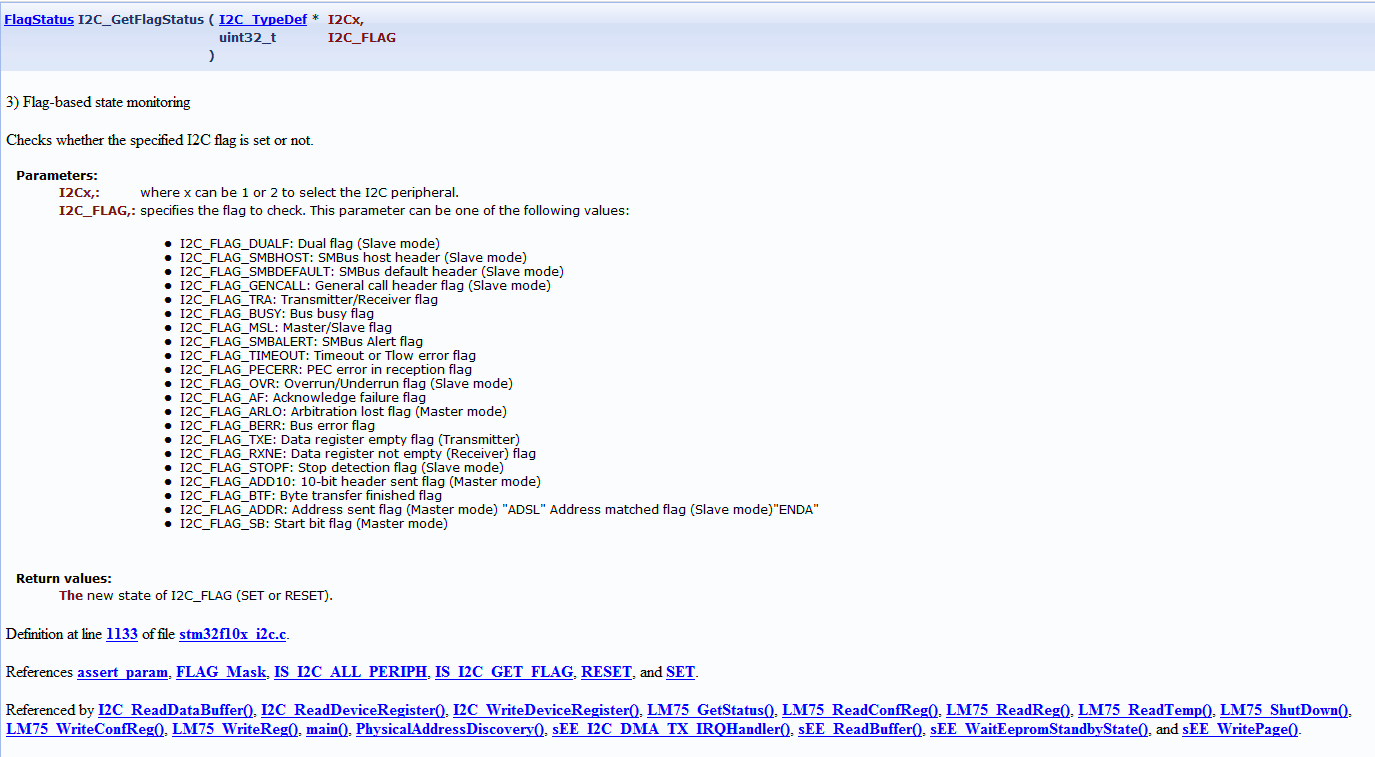 FlagStatus I2C_GetFlagStatus ( I2C_TypeDef * I2Cx,
uint32_t I2C_FLAG
)
3) Flag-based state monitoring
Checks whether the specified I2C flag is set or not.
Parameters:
I2Cx,: where x can be 1 or 2 to select the I2C peripheral.
I2C_FLAG,: specifies the flag to check. This parameter can be one of the following values:
● I2C_FLAG_DUALF: Dual flag (Slave mode)
● I2C_FLAG_SMBHOST: SMBus host header (Slave mode)
● I2C_FLAG_SMBDEFAULT: SMBus default header (Slave mode)
● I2C_FLAG_GENCALL: General call header flag (Slave mode)
● I2C_FLAG_TRA: Transmitter/Receiver flag
● I2C_FLAG_BUSY: Bus busy flag
● I2C_FLAG_MSL: Master/Slave flag
● I2C_FLAG_SMBALERT: SMBus Alert flag
● I2C_FLAG_TIMEOUT: Timeout or Tlow error flag
● I2C_FLAG_PECERR: PEC error in reception flag
● I2C_FLAG_OVR: Overrun/Underrun flag (Slave mode)
● I2C_FLAG_AF: Acknowledge failure flag
● I2C_FLAG_ARLO: Arbitration lost flag (Master mode)
● I2C_FLAG_BERR: Bus error flag
● I2C_FLAG_TXE: Data register empty flag (Transmitter)
● I2C_FLAG_RXNE: Data register not empty (Receiver) flag
● I2C_FLAG_STOPF: Stop detection flag (Slave mode)
● I2C_FLAG_ADD10: 10-bit header sent flag (Master mode)
● I2C_FLAG_BTF: Byte transfer finished flag
● I2C_FLAG_ADDR: Address sent flag (Master mode) "ADSL" Address matched flag (Slave mode)"ENDA"
● I2C_FLAG_SB: Start bit flag (Master mode)
Return values:
The new state of I2C_FLAG (SET or RESET).
Definition at line 1133 of file stm32f10x_i2c.c.
References assert_param, FLAG_Mask, IS_I2C_ALL_PERIPH, IS_I2C_GET_FLAG, RESET, and SET.
Referenced by I2C_ReadDataBuffer(), I2C_ReadDeviceRegister(), I2C_WriteDeviceRegister(), LM75_GetStatus(), LM75_ReadConfReg(), LM75_ReadReg(), LM75_ReadTemp(), LM75_ShutDown(),
LM75_WriteConfReg(), LM75_WriteReg(), main(), PhysicalAddressDiscovery(), sEE_I2C_DMA_TX_IRQHandler(), sEE_ReadBuffer(), sEE_WaitEepromStandbyState(), and sEE_WritePage().